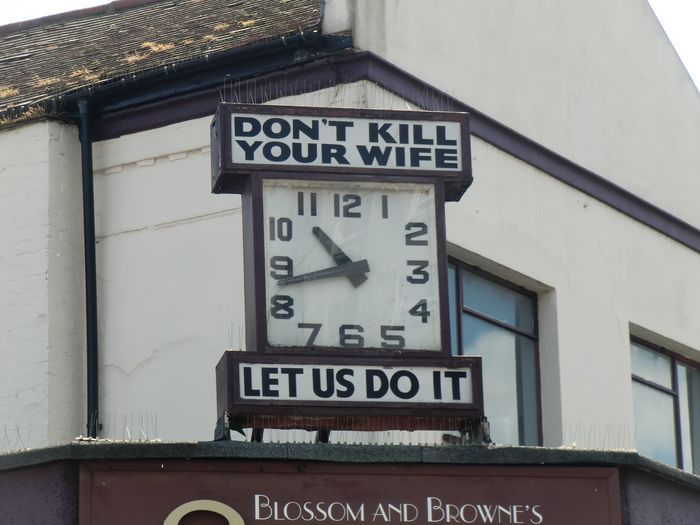 DON'T KILL
YOUR WIFE
11 12 1
10 2
9 3
8 4
7 6 5
LET US DO IT
BLOSSOM AND BROWNE'S